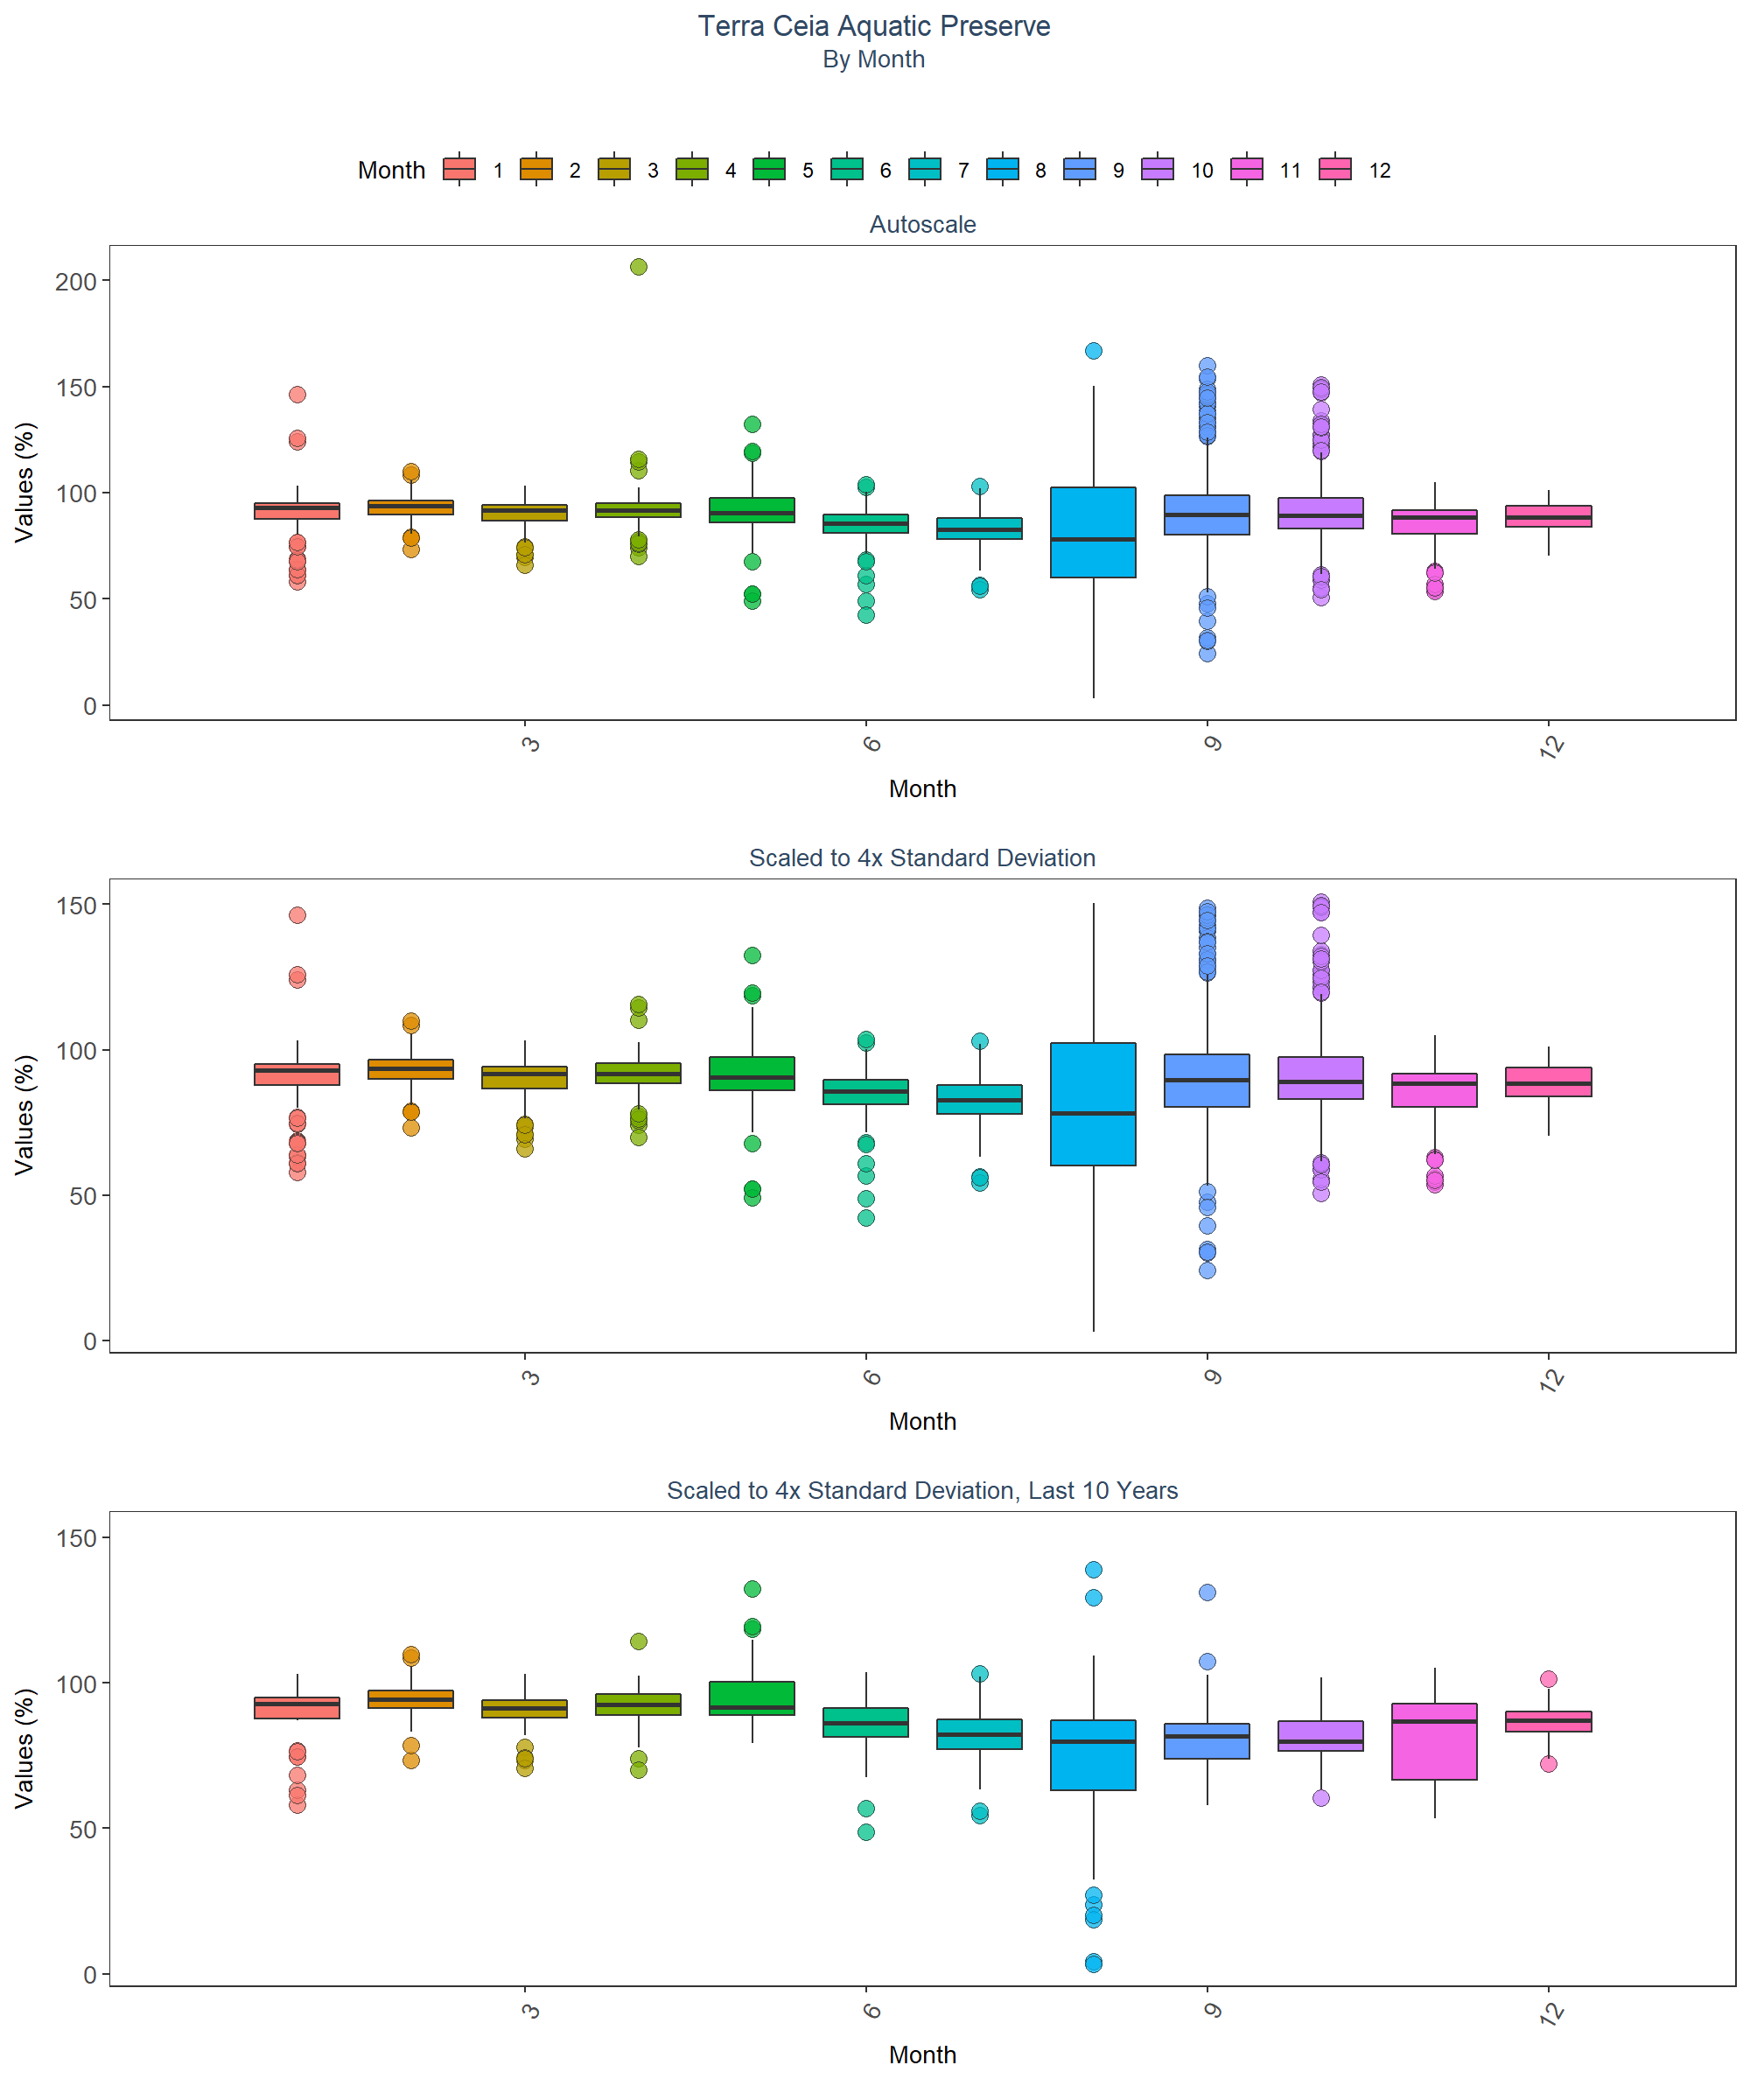 Terra Ceia Aquatic Preserve
By Month
Month 1 2 3 4 5 6 7 8 9 10 11 12
Autoscale
Values (%)
200
150
100
50
0
3 6 9 12
Month
Scaled to 4x Standard Deviation
Values (%)
150
100
50
0
3 6 9 12
Month
Scaled to 4x Standard Deviation, Last 10 Years
Values (%)
150
100
50
0
3 6 9 12
Month